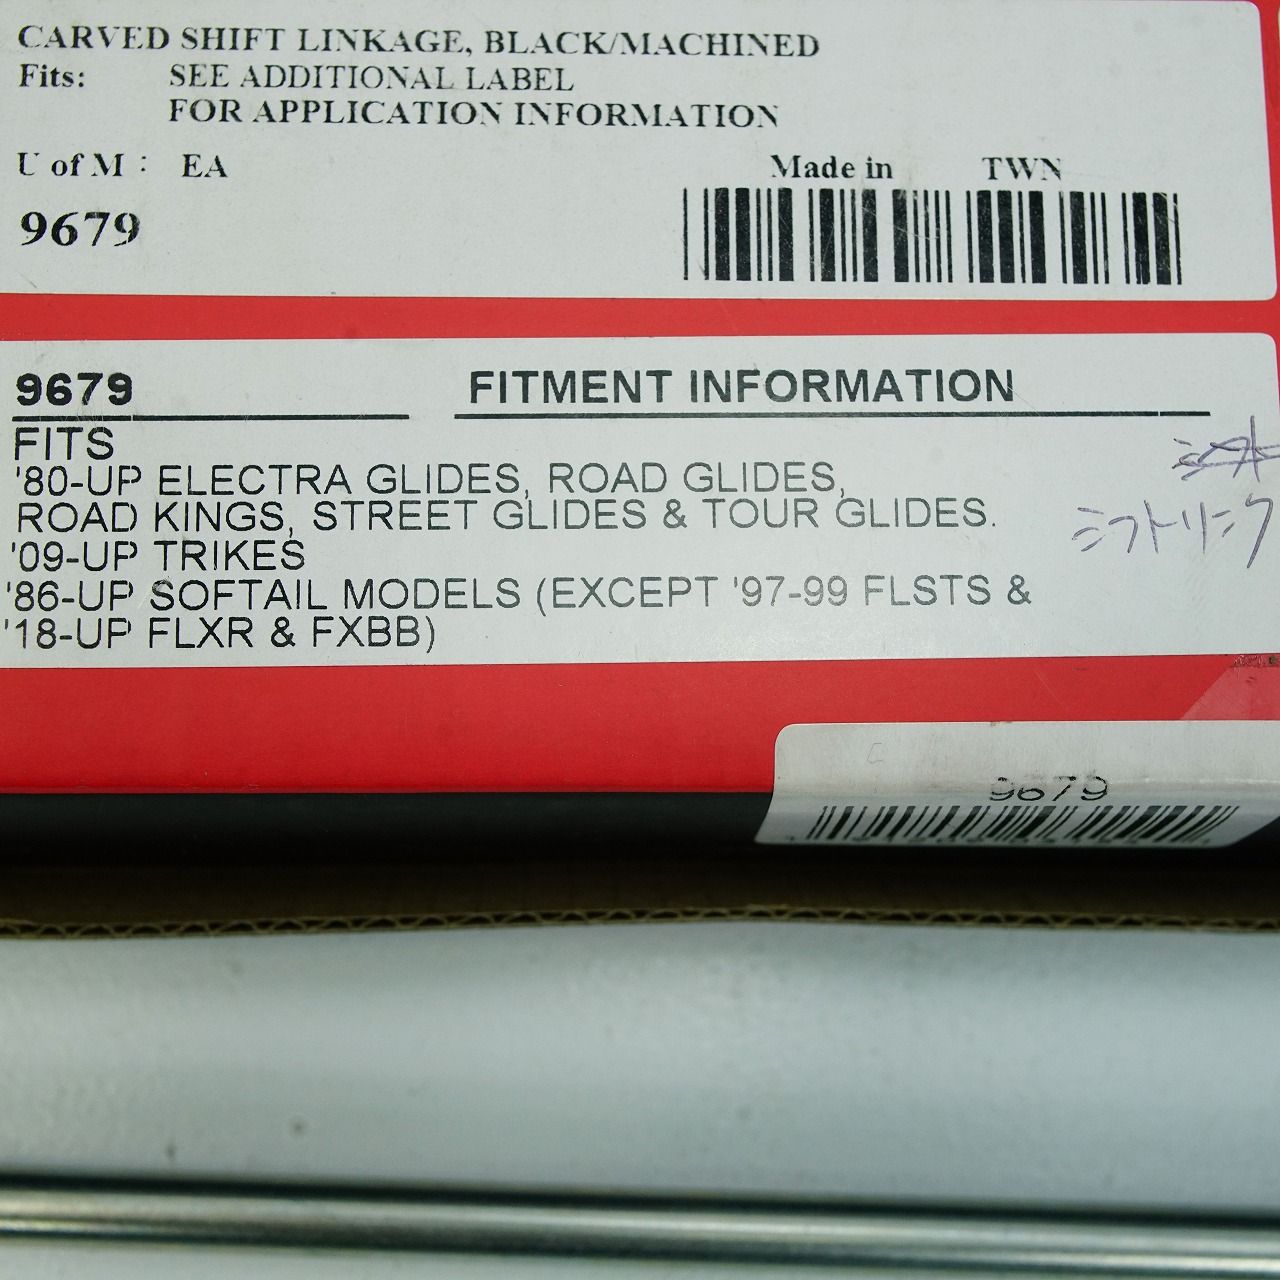 CARVED SHIFT LINKAGE, BLACK/MACHINED
Fits: SEE ADDITIONAL LABEL
FOR APPLICATION INFORMATION
U of M : EA
Made in TWN
9679
9679 FITMENT INFORMATION
FITS
'80-UP ELECTRA GLIDES, ROAD GLIDES,
ROAD KINGS, STREET GLIDES & TOUR GLIDES.
'09-UP TRIKES
'86-UP SOFTAIL MODELS (EXCEPT '97-99 FLSTS &
'18-UP FLXR & FXBB)
シフトリンク
9679